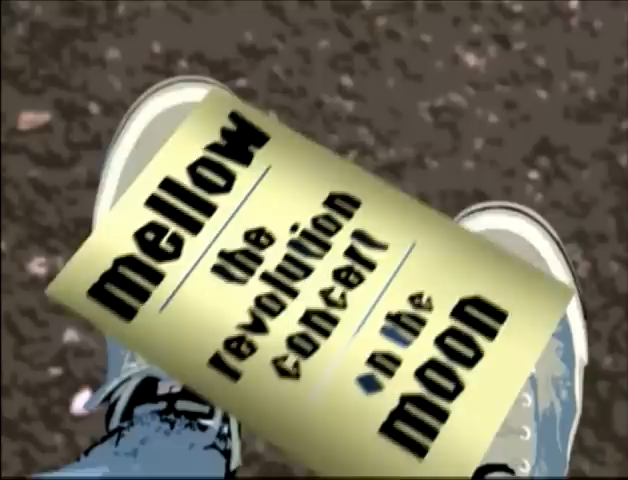 mellow
the
revolution
concert
on the
moon